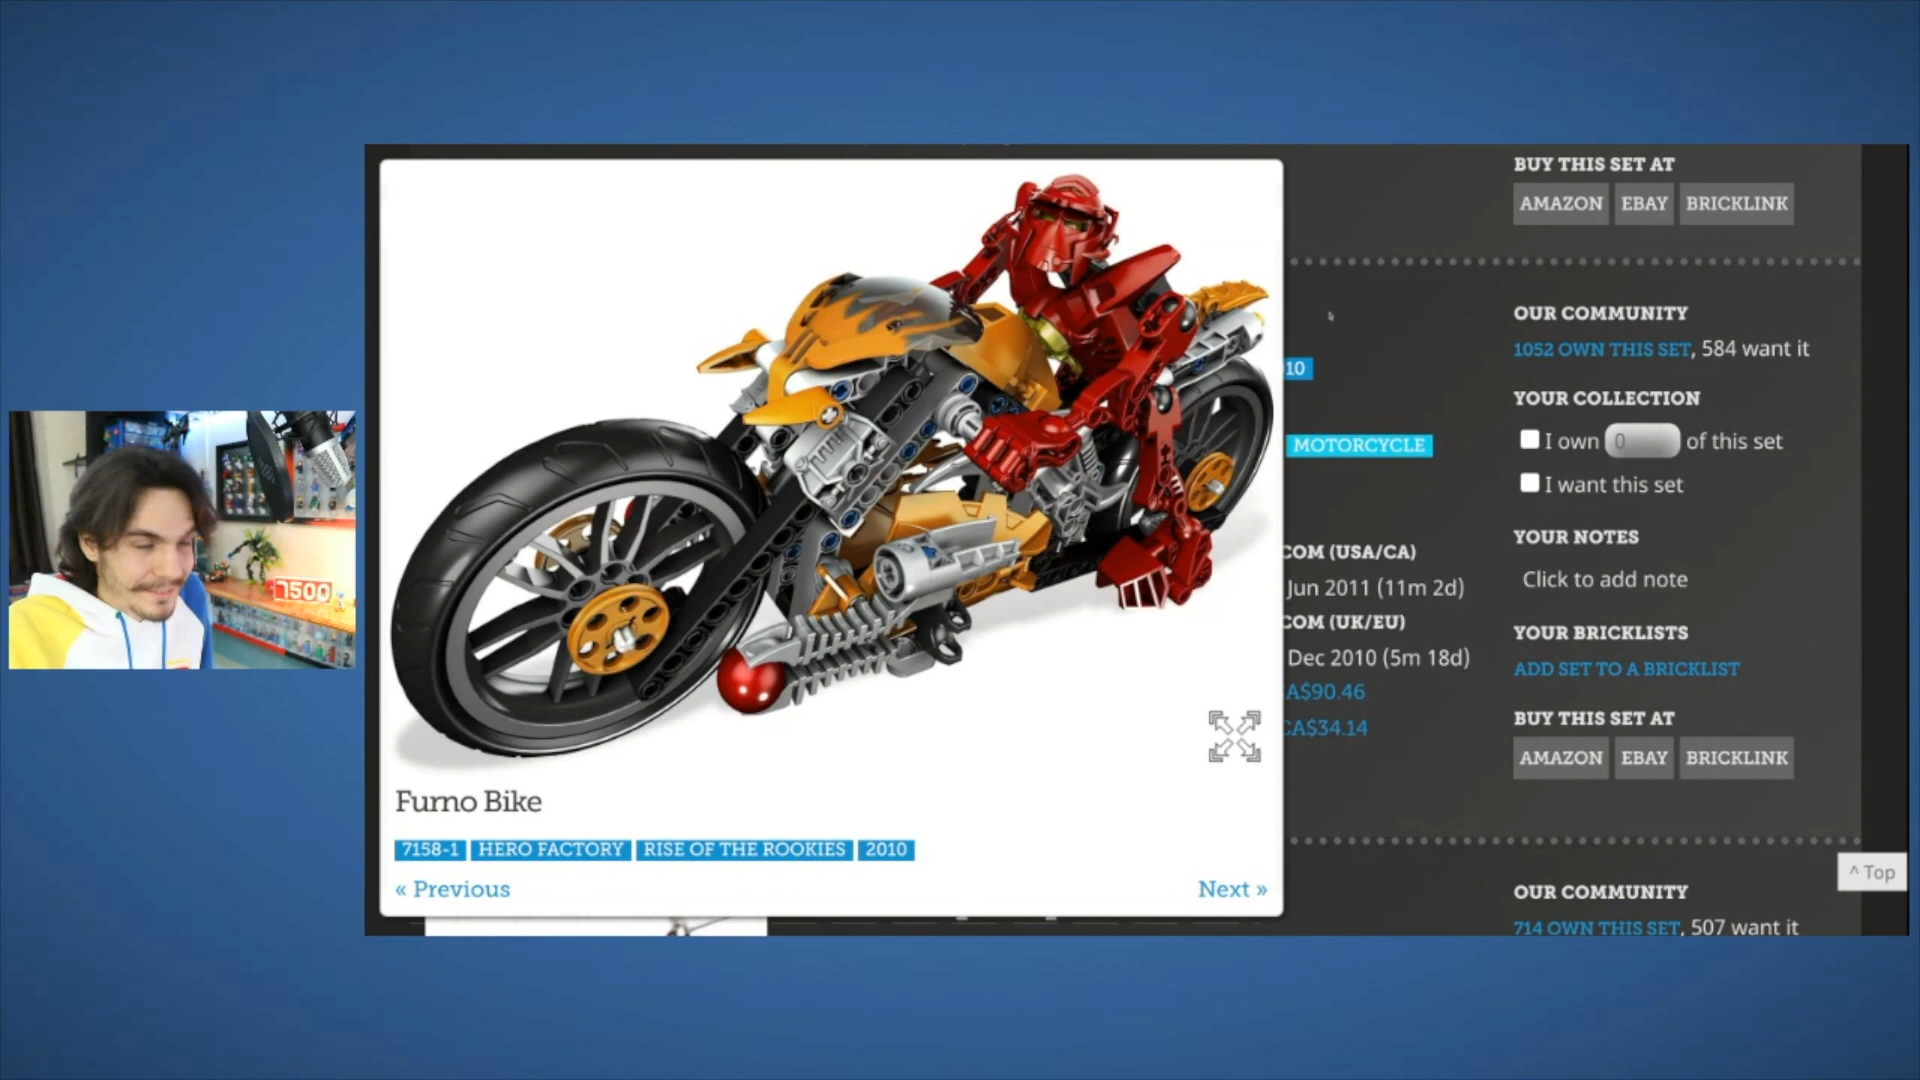 BUY THIS SET AT
AMAZON EBAY BRICKLINK
OUR COMMUNITY
1052 OWN THIS SET, 584 want it
10
YOUR COLLECTION
I own 0 of this set
MOTORCYCLE
I want this set
YOUR NOTES
COM (USA/CA)
Click to add note
Jun 2011 (11m 2d)
7500
COM (UK/EU)
YOUR BRICKLISTS
Dec 2010 (5m 18d)
ADD SET TO A BRICKLIST
A$90.46
BUY THIS SET AT
CA$34.14
AMAZON EBAY BRICKLINK
Furno Bike
7158-1 HERO FACTORY RISE OF THE ROOKIES 2010
^ Top
« Previous Next »
OUR COMMUNITY
714 OWN THIS SET, 507 want it